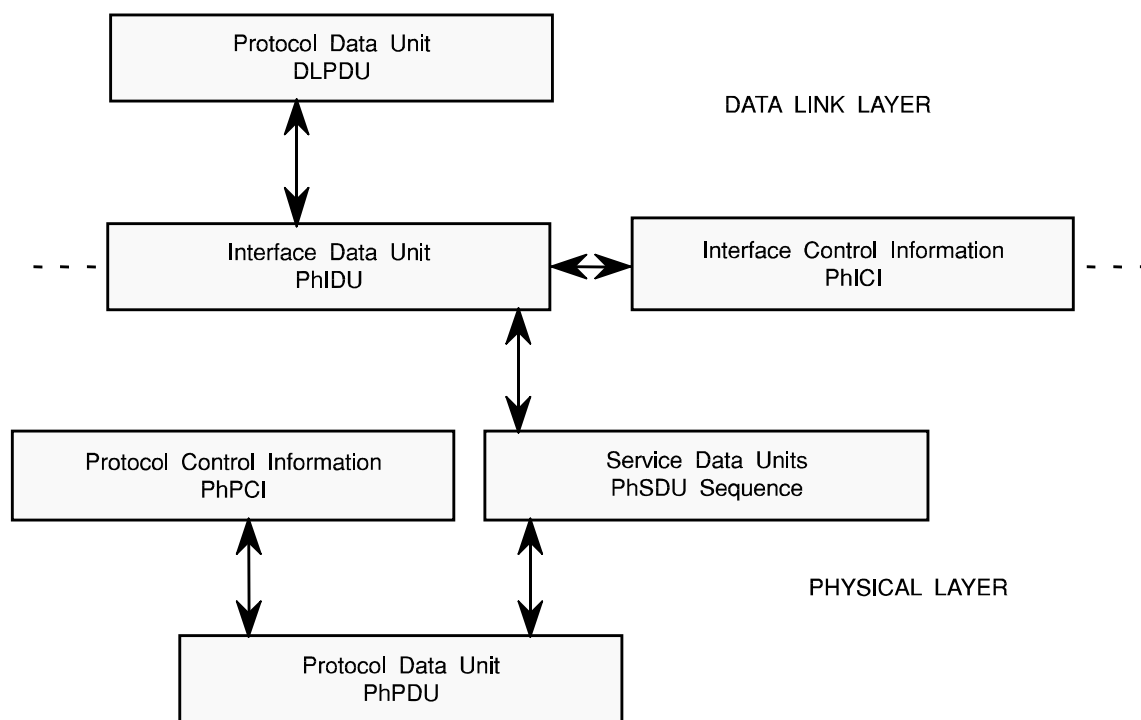 Protocol Data Unit
DLPDU
DATA LINK LAYER
Interface Data Unit
PhIDU
Interface Control Information
PhICI
Protocol Control Information
PhPCI
Service Data Units
PhSDU Sequence
PHYSICAL LAYER
Protocol Data Unit
PhPDU